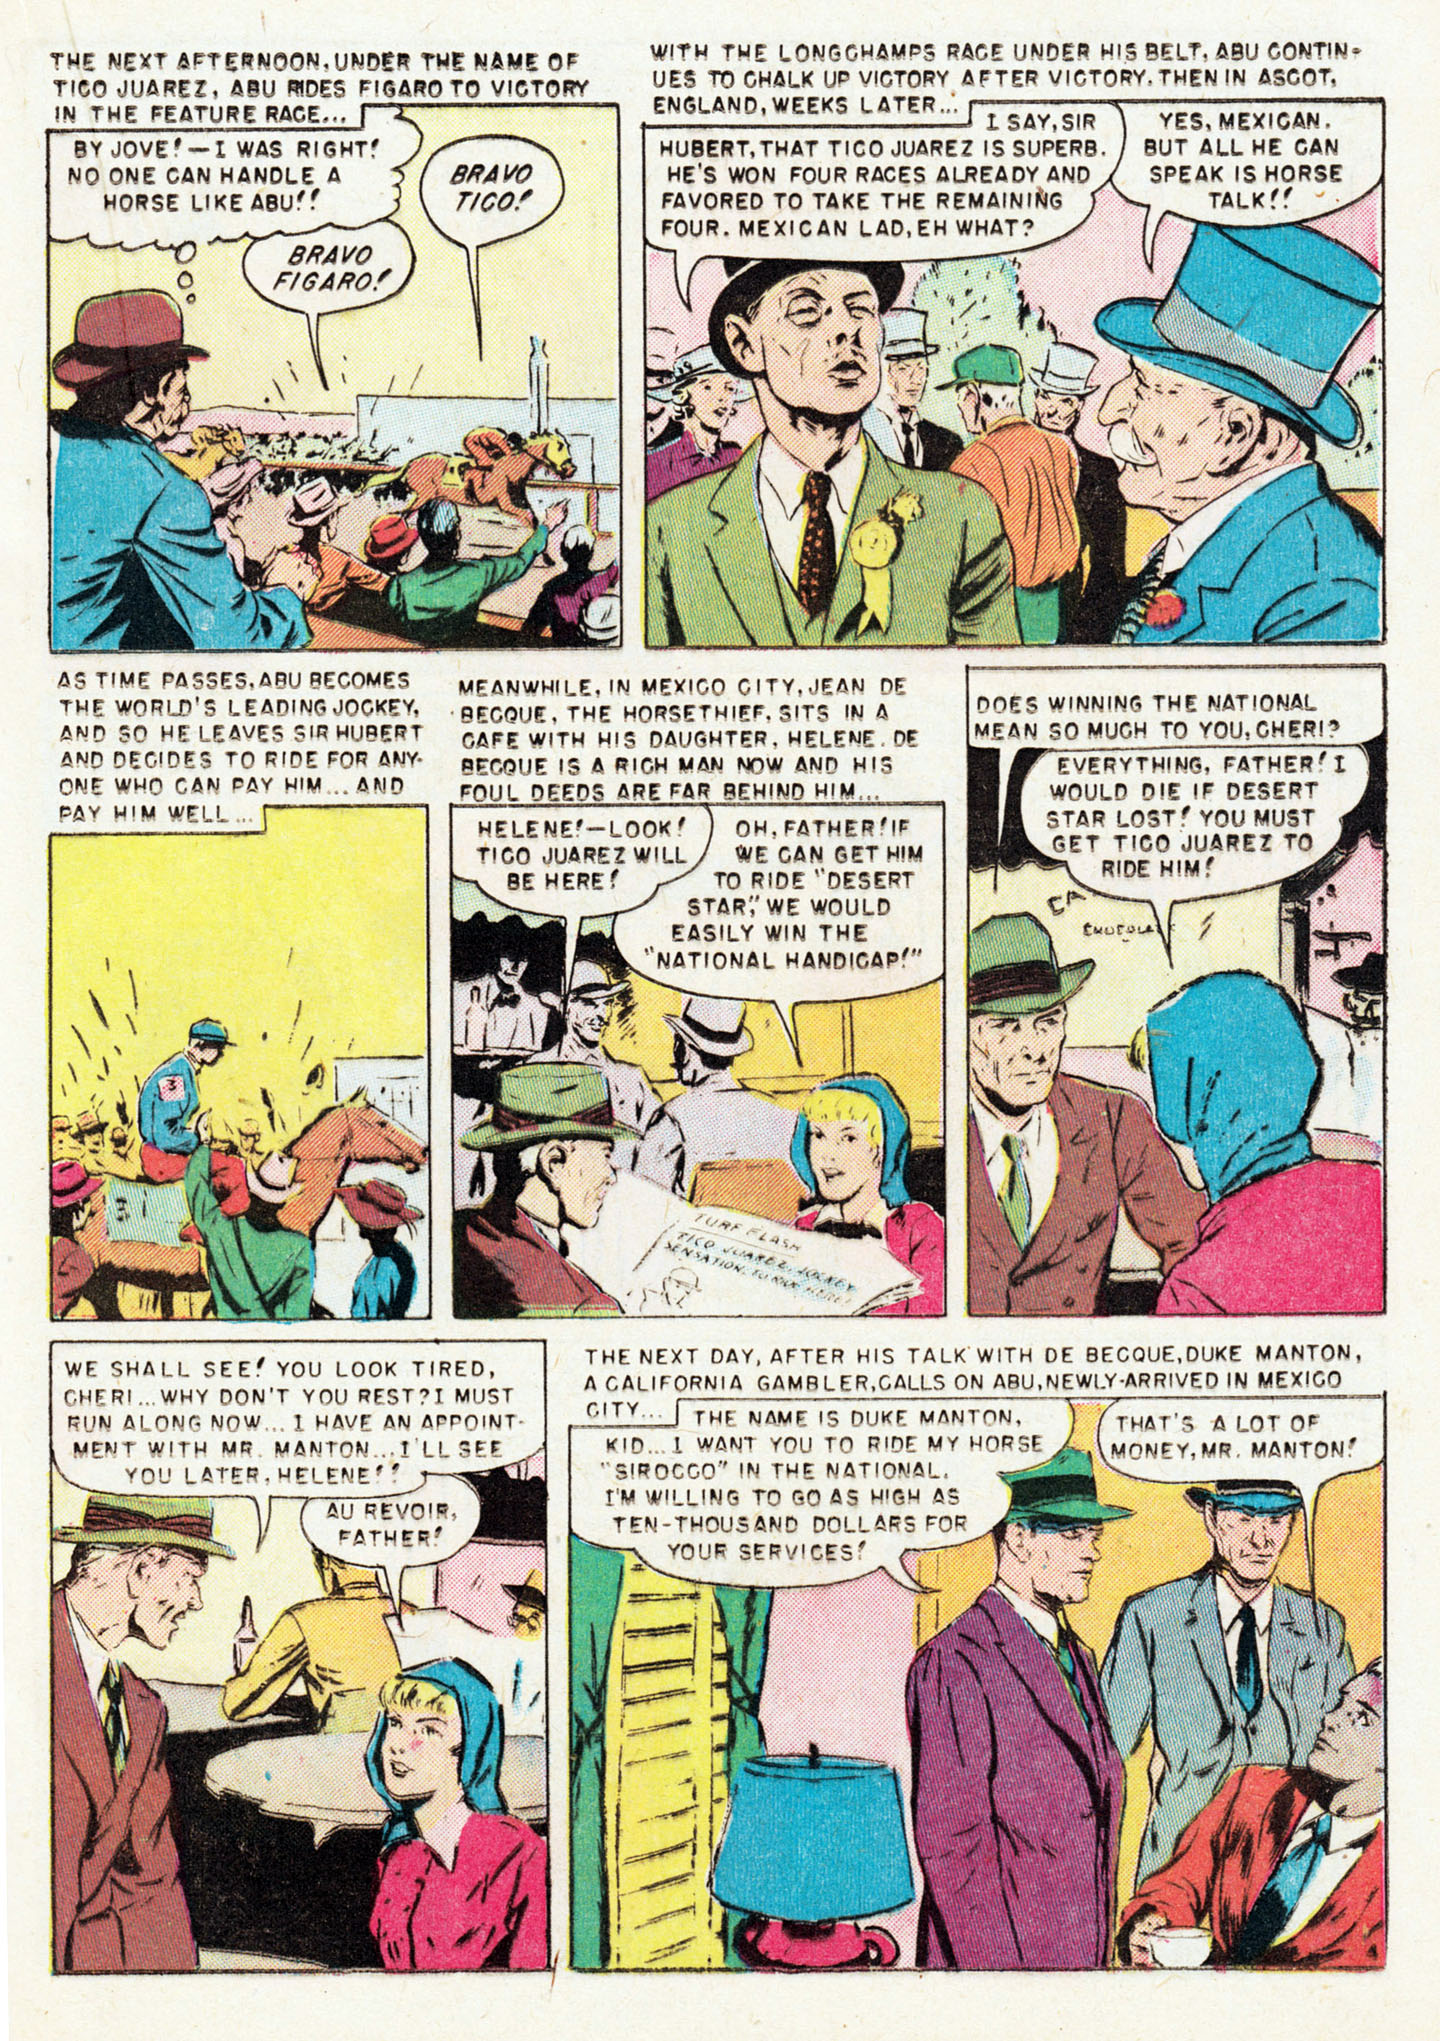 THE NEXT AFTERNOON, UNDER THE NAME OF
TICO JUAREZ, ABU RIDES FIGARO TO VICTORY
IN THE FEATURE RACE...
BY JOVE!—I WAS RIGHT!
NO ONE CAN HANDLE A
HORSE LIKE ABU!!
BRAVO
FIGARO!
BRAVO
TICO!
WITH THE LONGCHAMPS RACE UNDER HIS BELT, ABU CONTIN-
UES TO CHALK UP VICTORY AFTER VICTORY. THEN IN ASCOT,
ENGLAND, WEEKS LATER...
I SAY, SIR
HUBERT, THAT TICO JUAREZ IS SUPERB.
HE'S WON FOUR RACES ALREADY AND
FAVORED TO TAKE THE REMAINING
FOUR. MEXICAN LAD, EH WHAT?
YES, MEXICAN.
BUT ALL HE CAN
SPEAK IS HORSE
TALK!!
AS TIME PASSES, ABU BECOMES
THE WORLD'S LEADING JOCKEY,
AND SO HE LEAVES SIR HUBERT
AND DECIDES TO RIDE FOR ANY-
ONE WHO CAN PAY HIM... AND
PAY HIM WELL...
3
31
MEANWHILE, IN MEXICO CITY, JEAN DE
BECQUE, THE HORSETHIEF, SITS IN A
CAFE WITH HIS DAUGHTER, HELENE. DE
BECQUE IS A RICH MAN NOW AND HIS
FOUL DEEDS ARE FAR BEHIND HIM...
HELENE!—LOOK!
TICO JUAREZ WILL
BE HERE!
OH, FATHER! IF
WE CAN GET HIM
TO RIDE "DESERT
STAR," WE WOULD
EASILY WIN THE
"NATIONAL HANDICAP!"
TURF FLASH
TICO JUAREZ, JOCKEY
SENSATION, TO RIDE HERE!
DOES WINNING THE NATIONAL
MEAN SO MUCH TO YOU, CHERI?
EVERYTHING, FATHER! I
WOULD DIE IF DESERT
STAR LOST! YOU MUST
GET TICO JUAREZ TO
RIDE HIM!
CA
WE SHALL SEE! YOU LOOK TIRED,
CHERI... WHY DON'T YOU REST? I MUST
RUN ALONG NOW... I HAVE AN APPOINT-
MENT WITH MR. MANTON... I'LL SEE
YOU LATER, HELENE!!
AU REVOIR,
FATHER!
THE NEXT DAY, AFTER HIS TALK WITH DE BECQUE, DUKE MANTON,
A CALIFORNIA GAMBLER, CALLS ON ABU, NEWLY-ARRIVED IN MEXICO
CITY...
THE NAME IS DUKE MANTON,
KID... I WANT YOU TO RIDE MY HORSE
"SIROCCO" IN THE NATIONAL.
I'M WILLING TO GO AS HIGH AS
TEN-THOUSAND DOLLARS FOR
YOUR SERVICES!
THAT'S A LOT OF
MONEY, MR. MANTON!